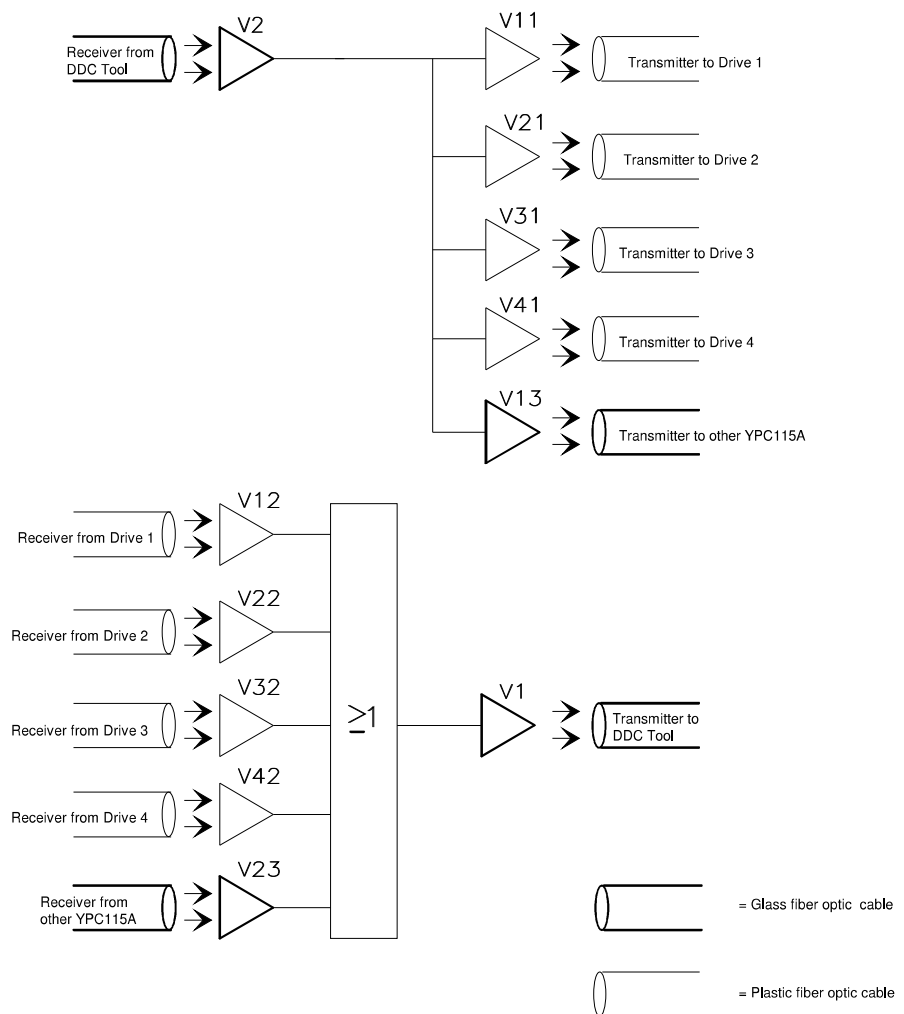 V2
Receiver from
DDC Tool
V11
Transmitter to Drive 1
V21
Transmitter to Drive 2
V31
Transmitter to Drive 3
V41
Transmitter to Drive 4
V13
Transmitter to other YPC115A
V12
Receiver from Drive 1
V22
Receiver from Drive 2
V32
Receiver from Drive 3
≥1
V1
Transmitter to
DDC Tool
V42
Receiver from Drive 4
V23
Receiver from
other YPC115A
= Glass fiber optic cable
= Plastic fiber optic cable